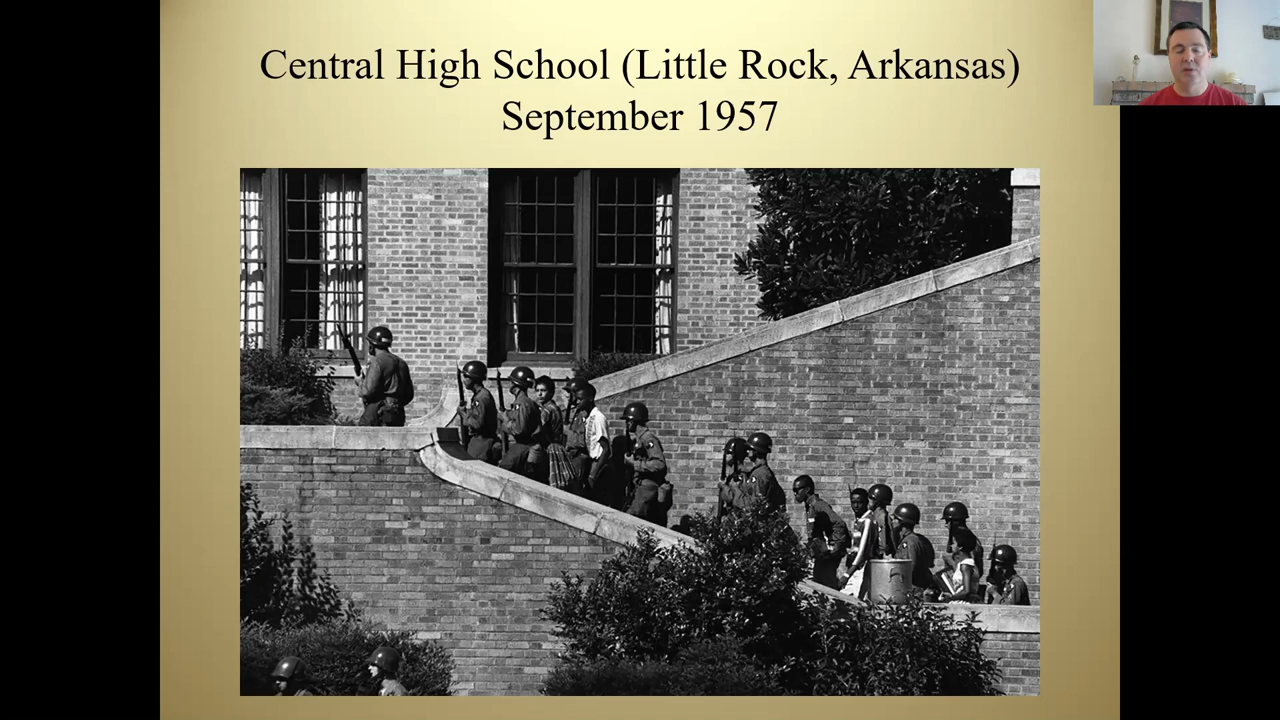 Central High School (Little Rock, Arkansas)
September 1957